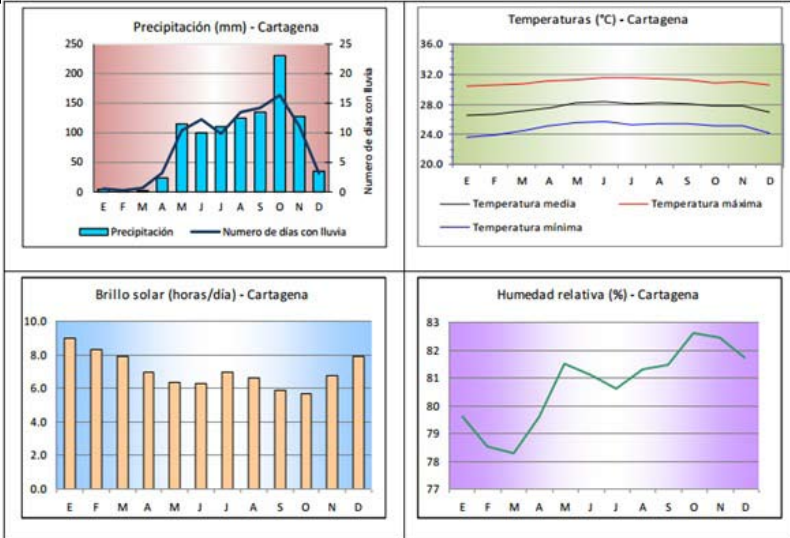 Precipitación (mm) - Cartagena
250
200
150
100
50
0
25
20
15
10
5
0
Numero de días con lluvia
E F M A M J J A S O N D
Precipitación Numero de días con lluvia
Temperaturas (°C) - Cartagena
36.0
32.0
28.0
24.0
20.0
E F M A M J J A S O N D
Temperatura media Temperatura máxima
Temperatura mínima
Brillo solar (horas/día) - Cartagena
10.0
8.0
6.0
4.0
2.0
0.0
E F M A M J J A S O N D
Humedad relativa (%) - Cartagena
83
82
81
80
79
78
77
E F M A M J J A S O N D